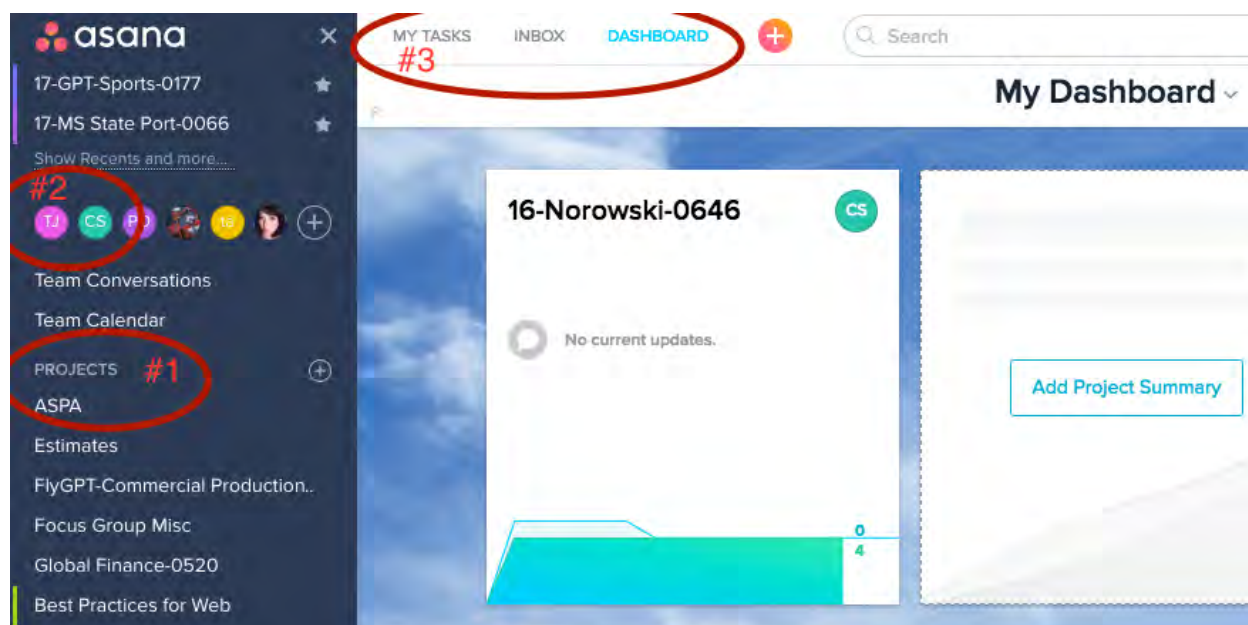 asana ×
17-GPT-Sports-0177
17-MS State Port-0066
Show Recents and more...
#2
TJ CS PD 16
Team Conversations
Team Calendar
PROJECTS #1
ASPA
Estimates
FlyGPT-Commercial Production..
Focus Group Misc
Global Finance-0520
Best Practices for Web
MY TASKS INBOX DASHBOARD
#3
Search
My Dashboard
16-Norowski-0646 CS
No current updates.
0
4
Add Project Summary